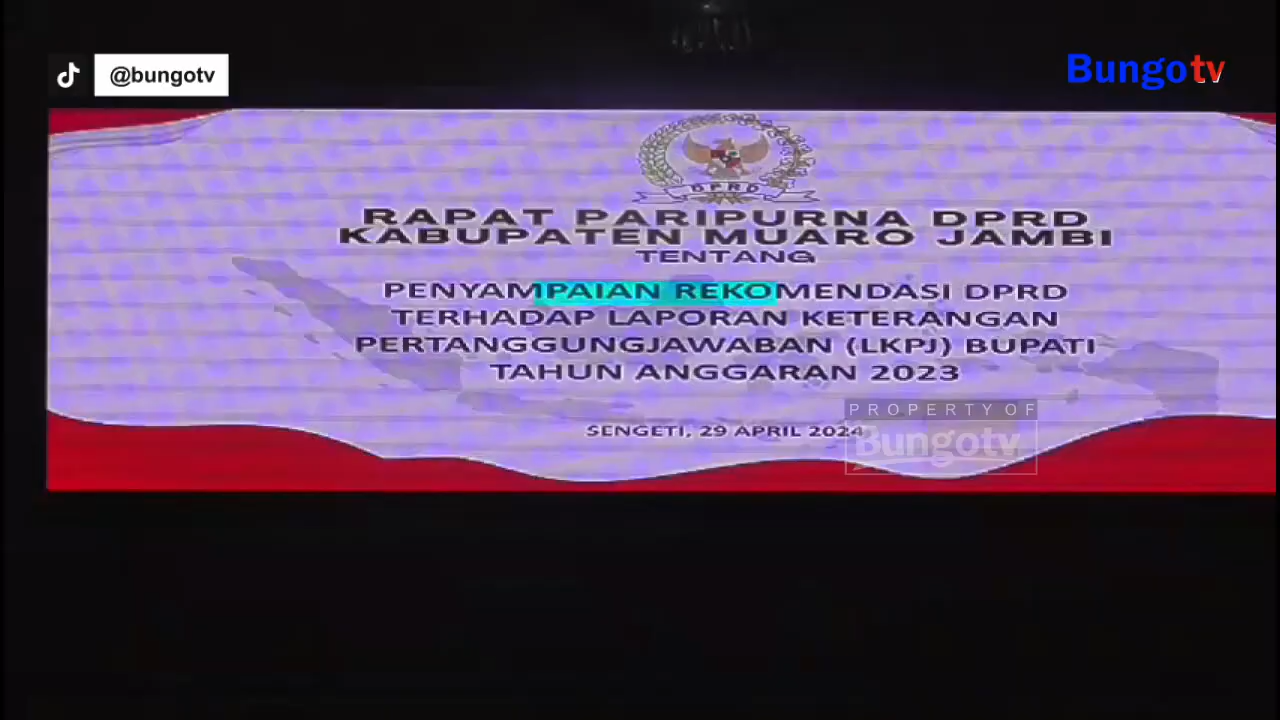 @bungotv
Bungotv
DPRD
RAPAT PARIPURNA DPRD
KABUPATEN MUARO JAMBI
TENTANG
PENYAMPAIAN REKOMENDASI DPRD
TERHADAP LAPORAN KETERANGAN
PERTANGGUNGJAWABAN (LKPJ) BUPATI
TAHUN ANGGARAN 2023
SENGETI, 29 APRIL 2024
PROPERTY OF
Bungotv